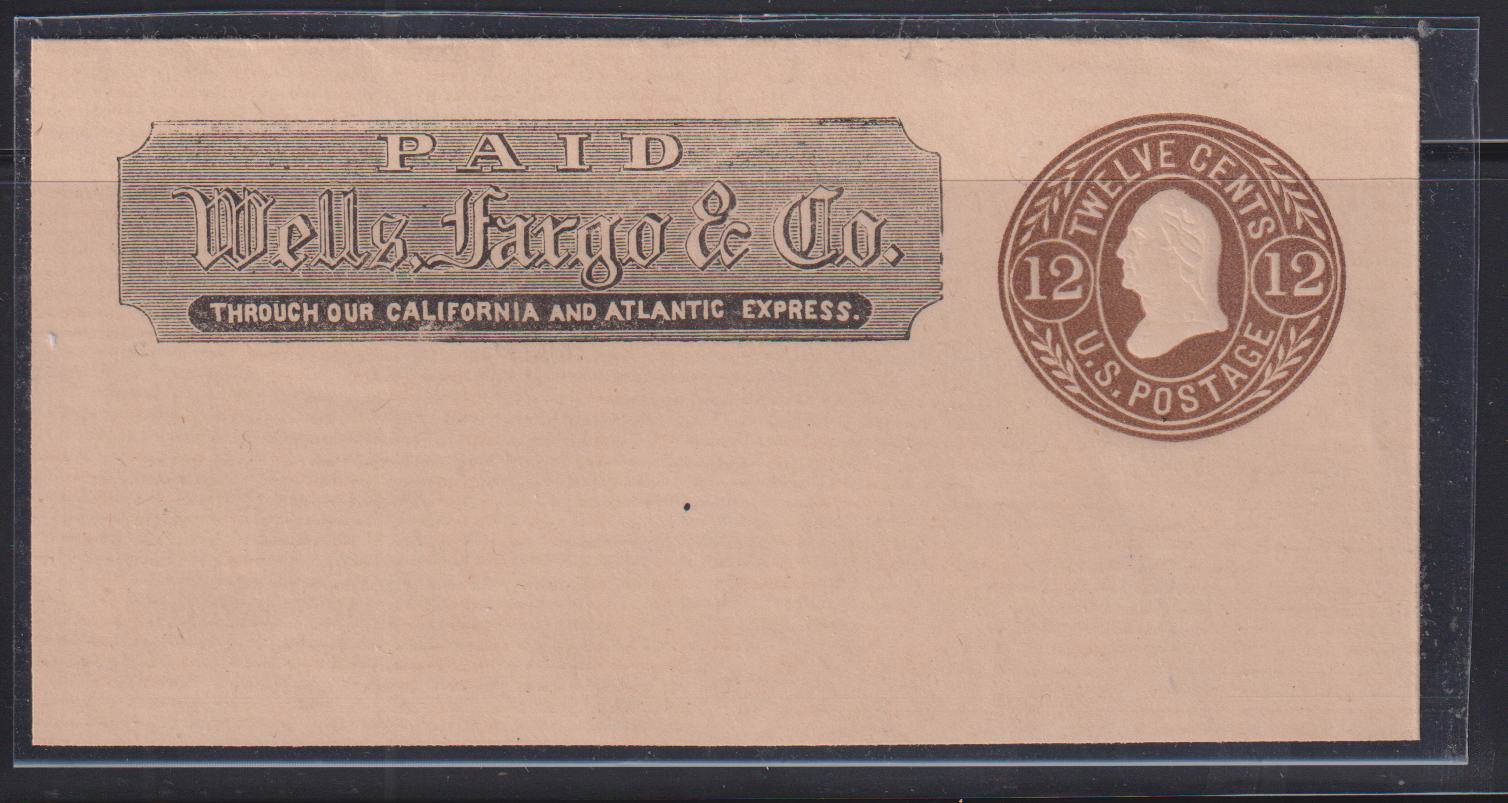 PAID
Wells, Fargo & Co.
THROUGH OUR CALIFORNIA AND ATLANTIC EXPRESS.
TWELVE CENTS
12 12
U.S. POSTAGE